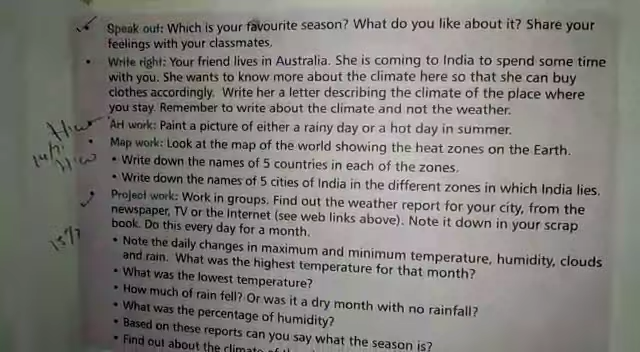 Speak out: Which is your favourite season? What do you like about it? Share your
feelings with your classmates.
• Write right: Your friend lives in Australia. She is coming to India to spend some time
with you. She wants to know more about the climate here so that she can buy
clothes accordingly. Write her a letter describing the climate of the place where
you stay. Remember to write about the climate and not the weather.
H.W Art work: Paint a picture of either a rainy day or a hot day in summer.
• Map work: Look at the map of the world showing the heat zones on the Earth.
H.W • Write down the names of 5 countries in each of the zones.
• Write down the names of 5 cities of India in the different zones in which India lies.
Project work: Work in groups. Find out the weather report for your city, from the
newspaper, TV or the Internet (see web links above). Note it down in your scrap
book. Do this every day for a month.
• Note the daily changes in maximum and minimum temperature, humidity, clouds
and rain. What was the highest temperature for that month?
• What was the lowest temperature?
• How much of rain fell? Or was it a dry month with no rainfall?
• What was the percentage of humidity?
• Based on these reports can you say what the season is?
• Find out about the climate of